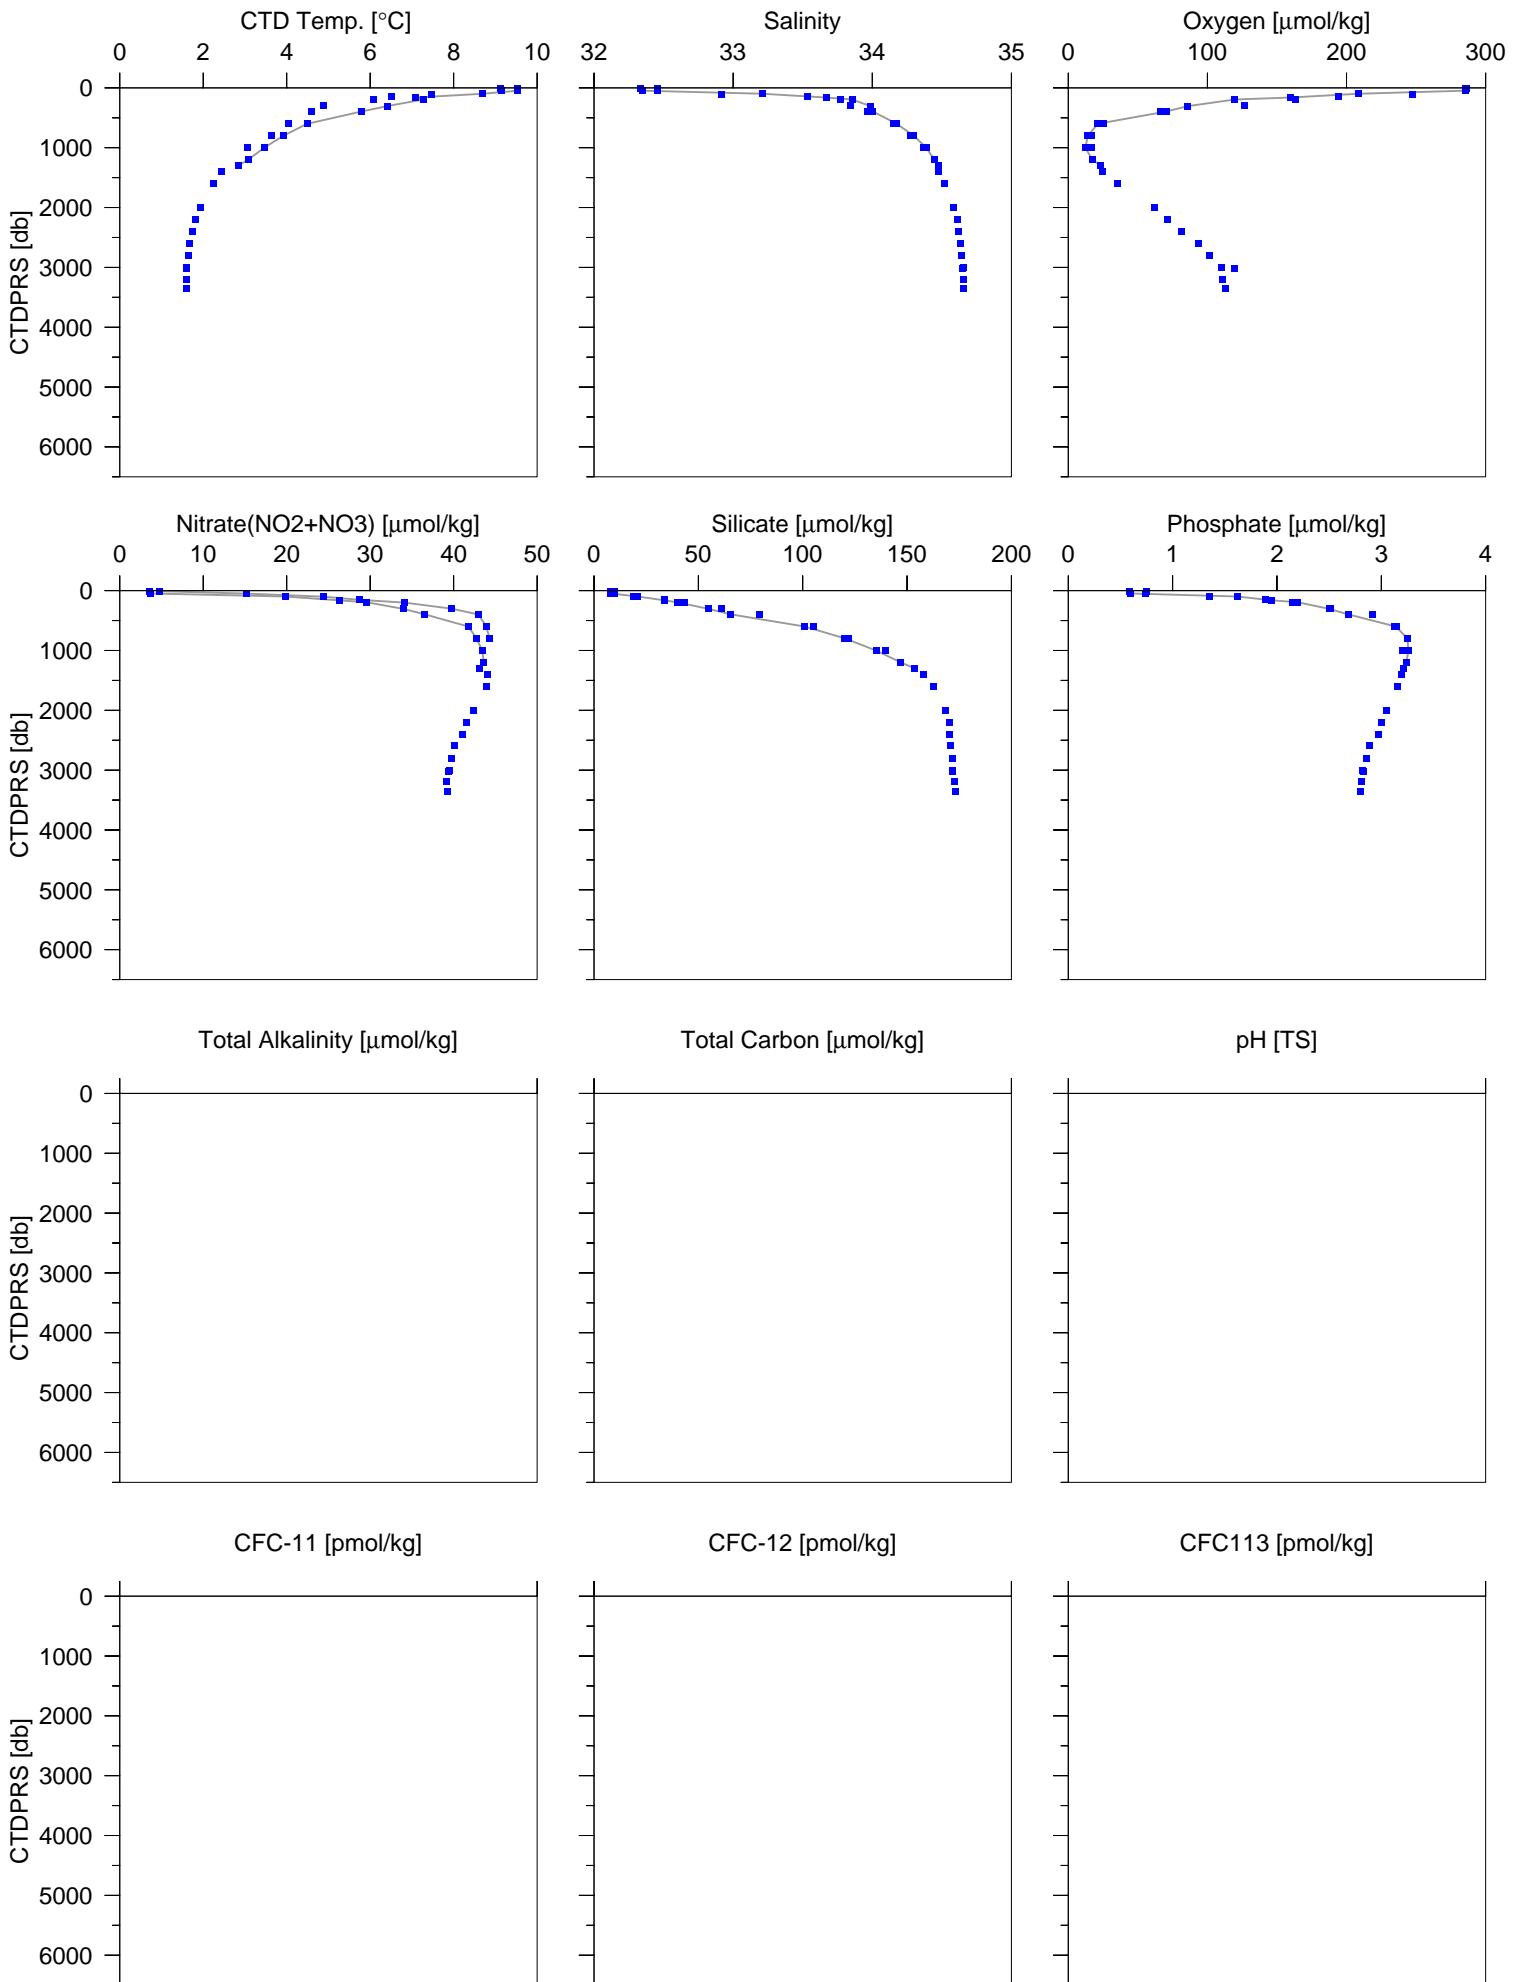 CTD Temp. [°C] Salinity Oxygen [μmol/kg]
0 2 4 6 8 10 32 33 34 35 0 100 200 300
0
1000
2000
3000
4000
5000
6000
CTDPRS [db]
Nitrate(NO2+NO3) [μmol/kg] Silicate [μmol/kg] Phosphate [μmol/kg]
0 10 20 30 40 50 0 50 100 150 200 0 1 2 3 4
0
1000
2000
3000
4000
5000
6000
CTDPRS [db]
Total Alkalinity [μmol/kg] Total Carbon [μmol/kg] pH [TS]
0
1000
2000
3000
4000
5000
6000
CTDPRS [db]
CFC-11 [pmol/kg] CFC-12 [pmol/kg] CFC113 [pmol/kg]
0
1000
2000
3000
4000
5000
6000
CTDPRS [db]